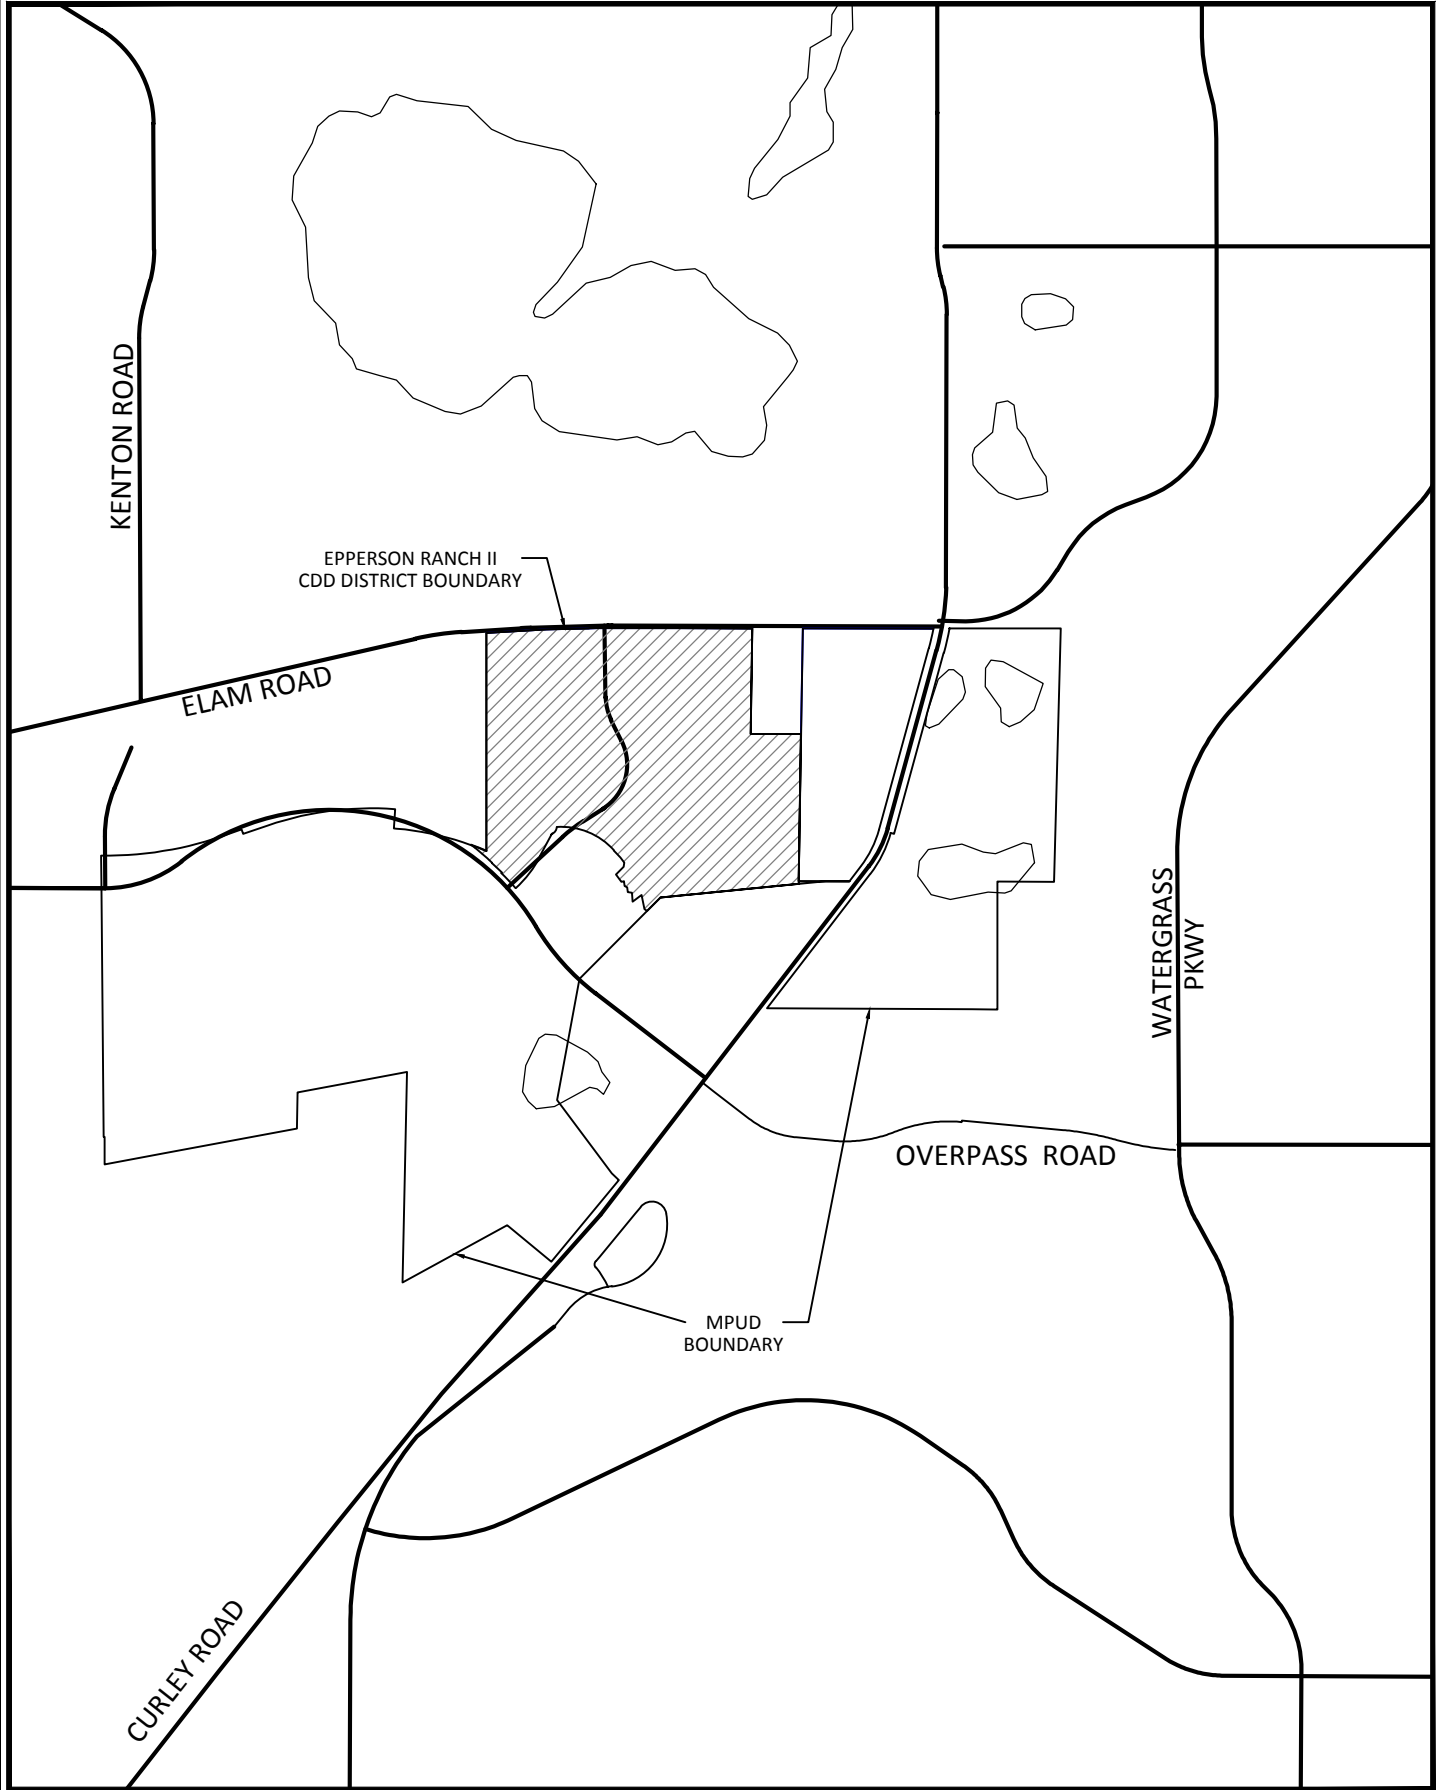 KENTON ROAD
EPPERSON RANCH II
CDD DISTRICT BOUNDARY
ELAM ROAD
WATERGRASS
PKWY
OVERPASS ROAD
MPUD
BOUNDARY
CURLEY ROAD